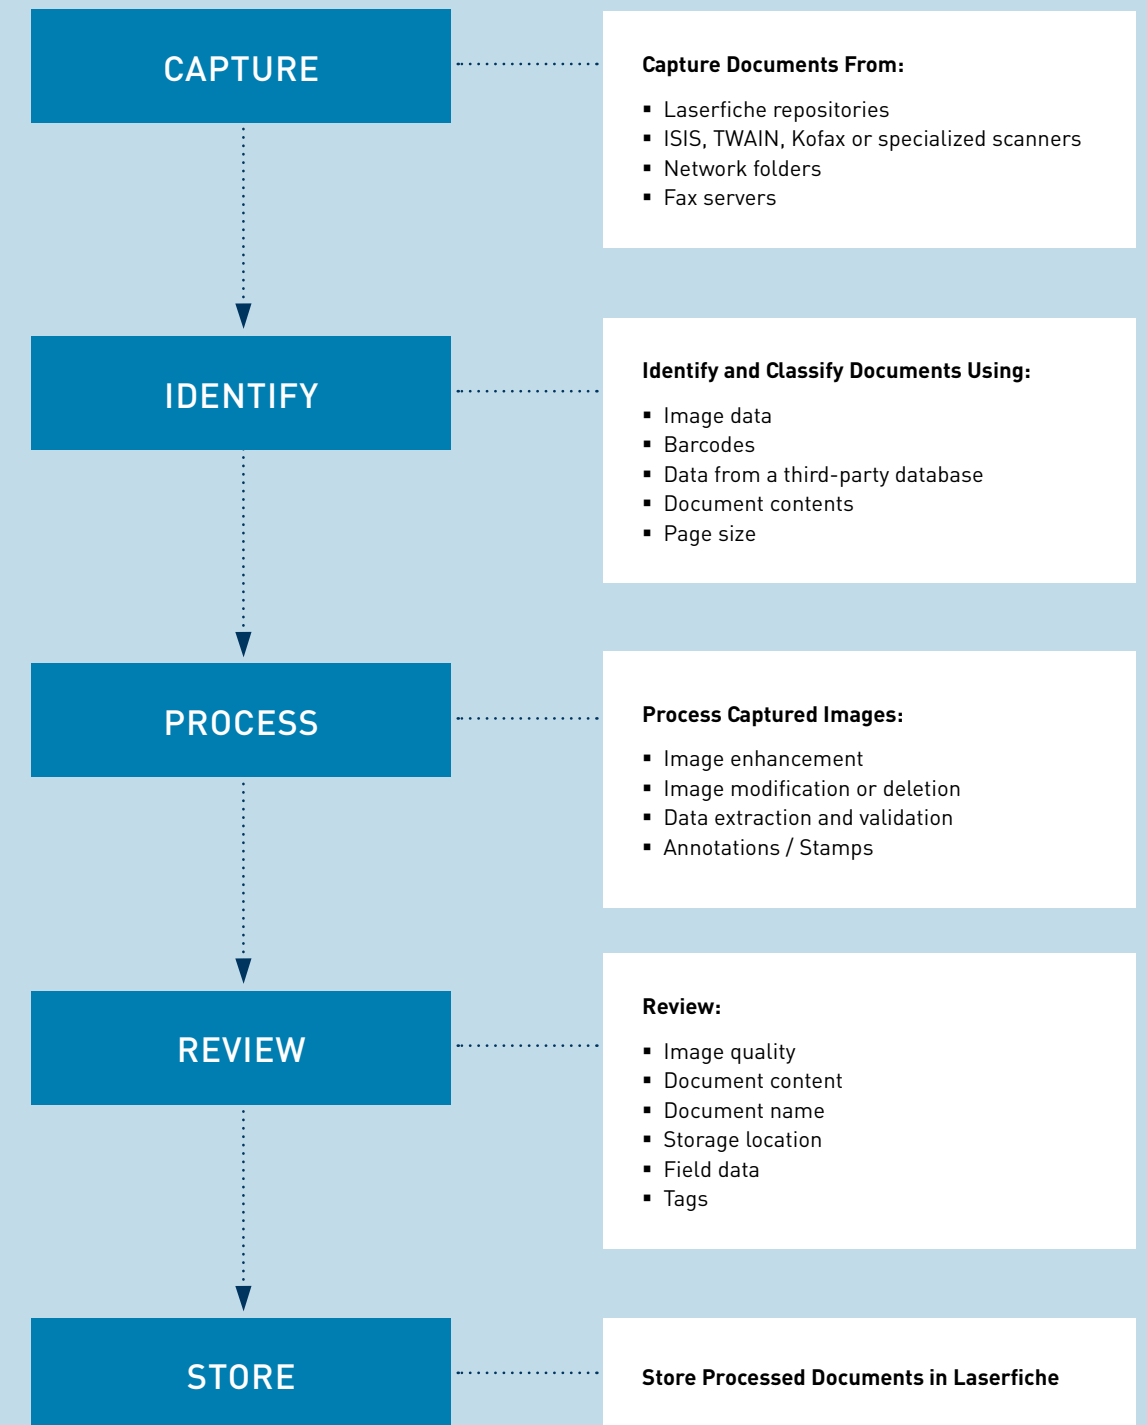 CAPTURE
Capture Documents From:
▪ Laserfiche repositories
▪ ISIS, TWAIN, Kofax or specialized scanners
▪ Network folders
▪ Fax servers
IDENTIFY
Identify and Classify Documents Using:
▪ Image data
▪ Barcodes
▪ Data from a third-party database
▪ Document contents
▪ Page size
PROCESS
Process Captured Images:
▪ Image enhancement
▪ Image modification or deletion
▪ Data extraction and validation
▪ Annotations / Stamps
REVIEW
Review:
▪ Image quality
▪ Document content
▪ Document name
▪ Storage location
▪ Field data
▪ Tags
STORE
Store Processed Documents in Laserfiche